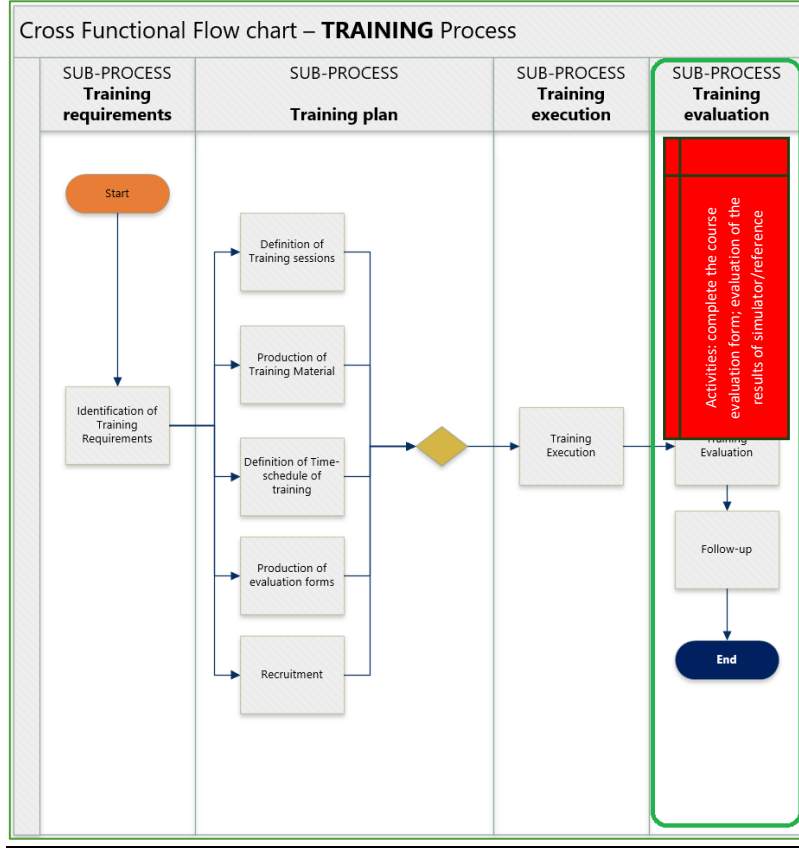 Cross Functional Flow chart – TRAINING Process
SUB-PROCESS
Training
requirements
SUB-PROCESS
Training plan
SUB-PROCESS
Training
execution
SUB-PROCESS
Training
evaluation
Start
Identification of
Training
Requirements
Definition of
Training sessions
Production of
Training Material
Definition of Time-
schedule of
training
Production of
evaluation forms
Recruitment
Training
Execution
Activities: complete the course
evaluation form; evaluation of the
results of simulator/reference
Training
Evaluation
Follow-up
End